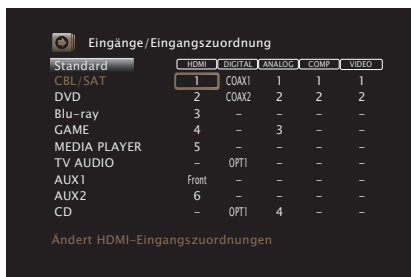 Eingänge/Eingangszuordnung
Standard HDMI DIGITAL ANALOG COMP VIDEO
CBL/SAT 1 COAX1 1 1 1
DVD 2 COAX2 2 2 2
Blu-ray 3 – – – –
GAME 4 – 3 – –
MEDIA PLAYER 5 – – – –
TV AUDIO – OPT1 – – –
AUX1 Front – – – –
AUX2 6 – – – –
CD – OPT1 4 – –
Ändert HDMI-Eingangszuordnungen